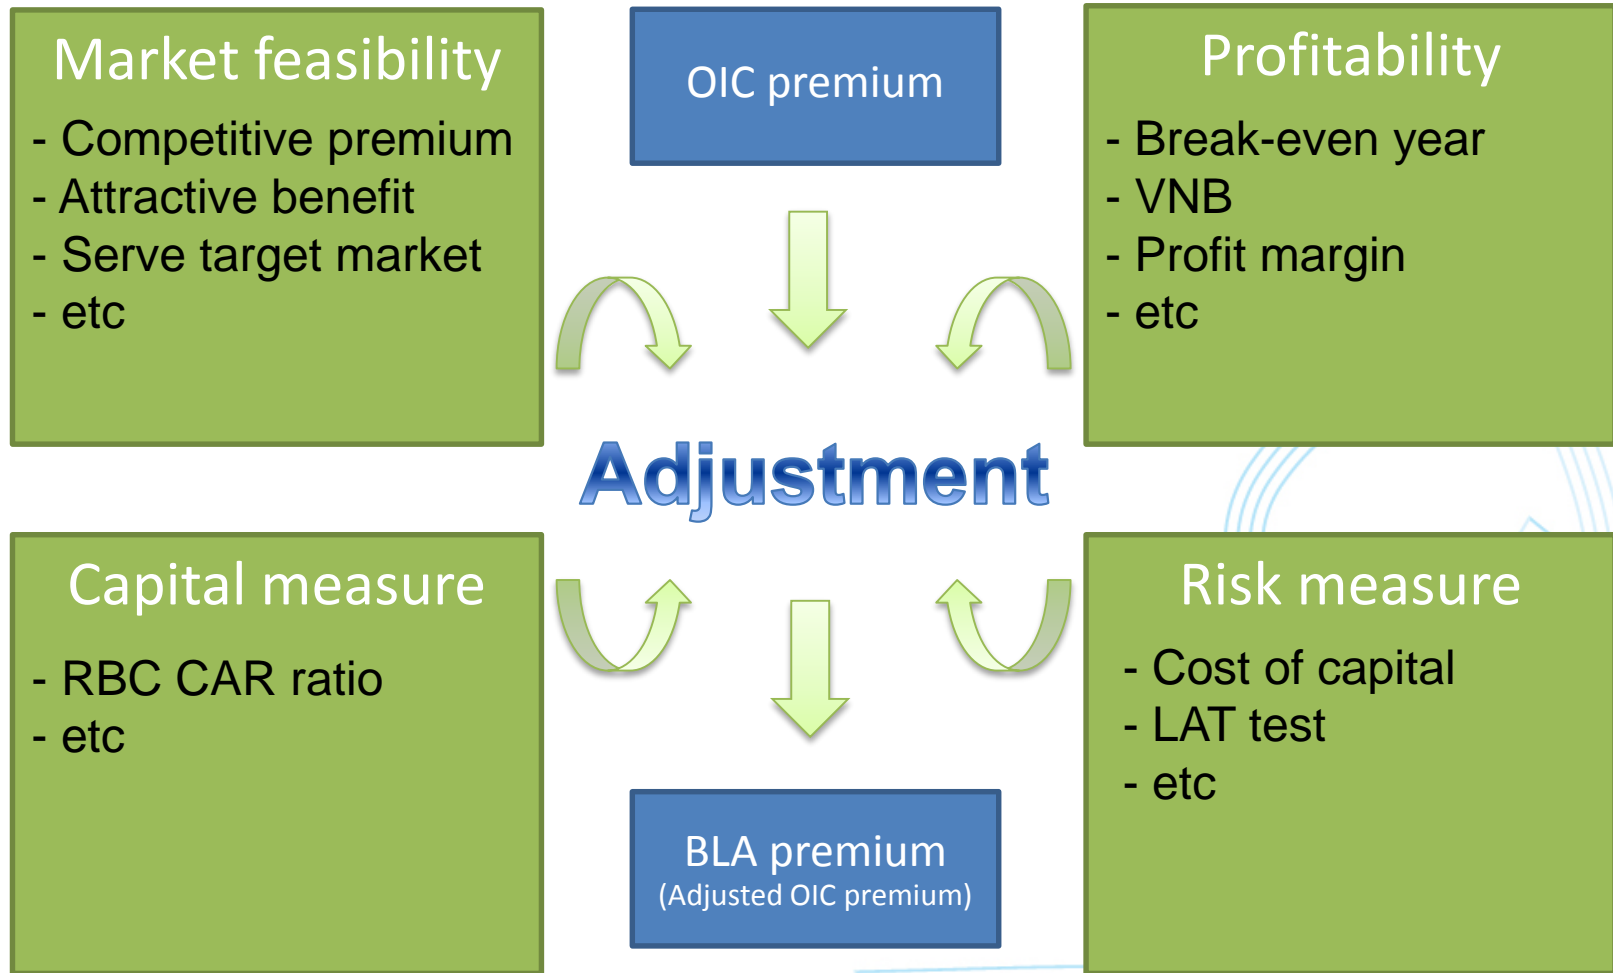 Market feasibility
- Competitive premium
- Attractive benefit
- Serve target market
- etc
OIC premium
Profitability
- Break-even year
- VNB
- Profit margin
- etc
Adjustment
Capital measure
- RBC CAR ratio
- etc
BLA premium
(Adjusted OIC premium)
Risk measure
- Cost of capital
- LAT test
- etc